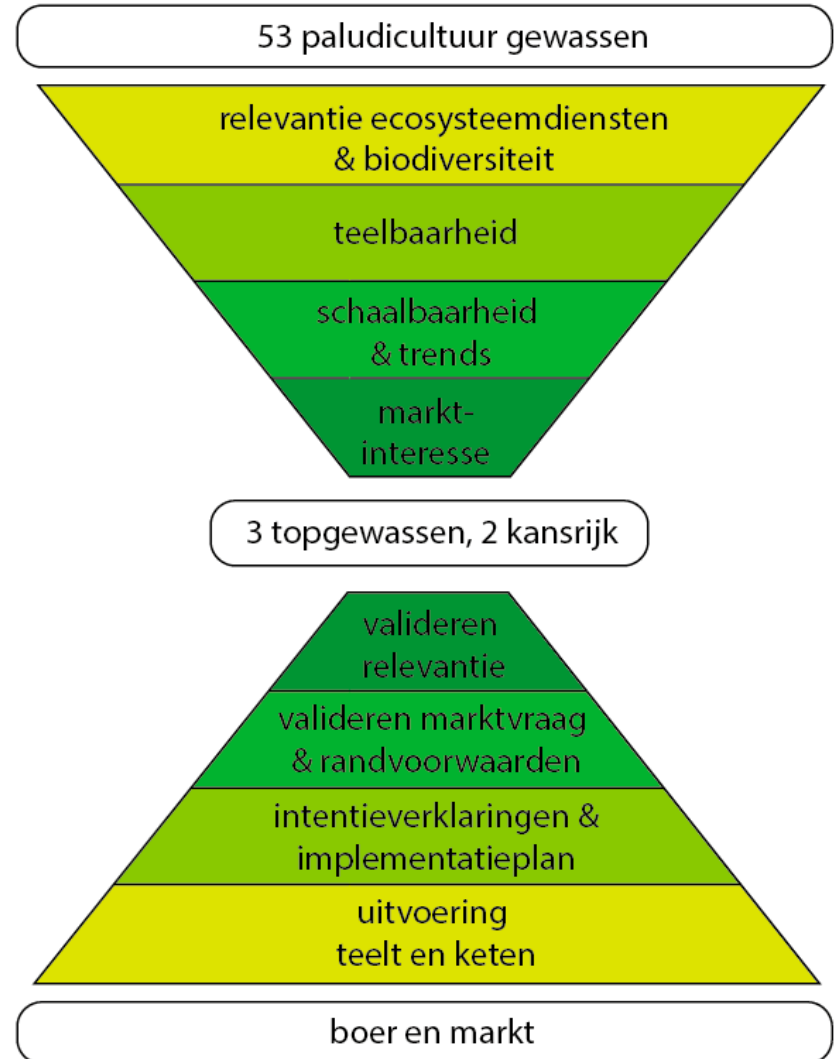 53 paludicultuur gewassen
relevantie ecosysteemdiensten
& biodiversiteit
teelbaarheid
schaalbaarheid
& trends
markt-
interesse
3 topgewassen, 2 kansrijk
valideren
relevantie
valideren marktvraag
& randvoorwaarden
intentieverklaringen &
implementatieplan
uitvoering
teelt en keten
boer en markt